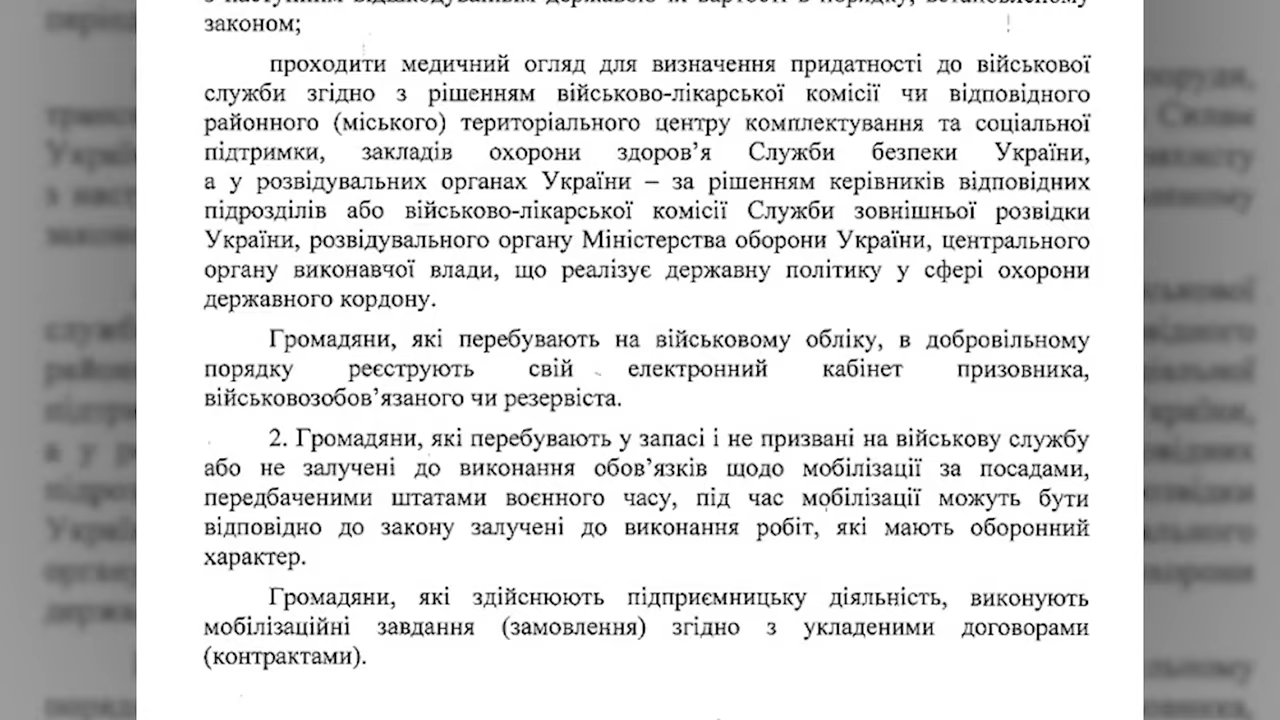 з наступним відшкодуванням державою їх вартості в порядку, встановленому
законом;
проходити медичний огляд для визначення придатності до військової
служби згідно з рішенням військово-лікарської комісії чи відповідного
районного (міського) територіального центру комплектування та соціальної
підтримки, закладів охорони здоров’я Служби безпеки України,
а у розвідувальних органах України – за рішенням керівників відповідних
підрозділів або військово-лікарської комісії Служби зовнішньої розвідки
України, розвідувального органу Міністерства оборони України, центрального
органу виконавчої влади, що реалізує державну політику у сфері охорони
державного кордону.
Громадяни, які перебувають на військовому обліку, в добровільному
порядку реєструють свій електронний кабінет призовника,
військовозобов’язаного чи резервіста.
2. Громадяни, які перебувають у запасі і не призвані на військову службу
або не залучені до виконання обов’язків щодо мобілізації за посадами,
передбаченими штатами воєнного часу, під час мобілізації можуть бути
відповідно до закону залучені до виконання робіт, які мають оборонний
характер.
Громадяни, які здійснюють підприємницьку діяльність, виконують
мобілізаційні завдання (замовлення) згідно з укладеними договорами
(контрактами).